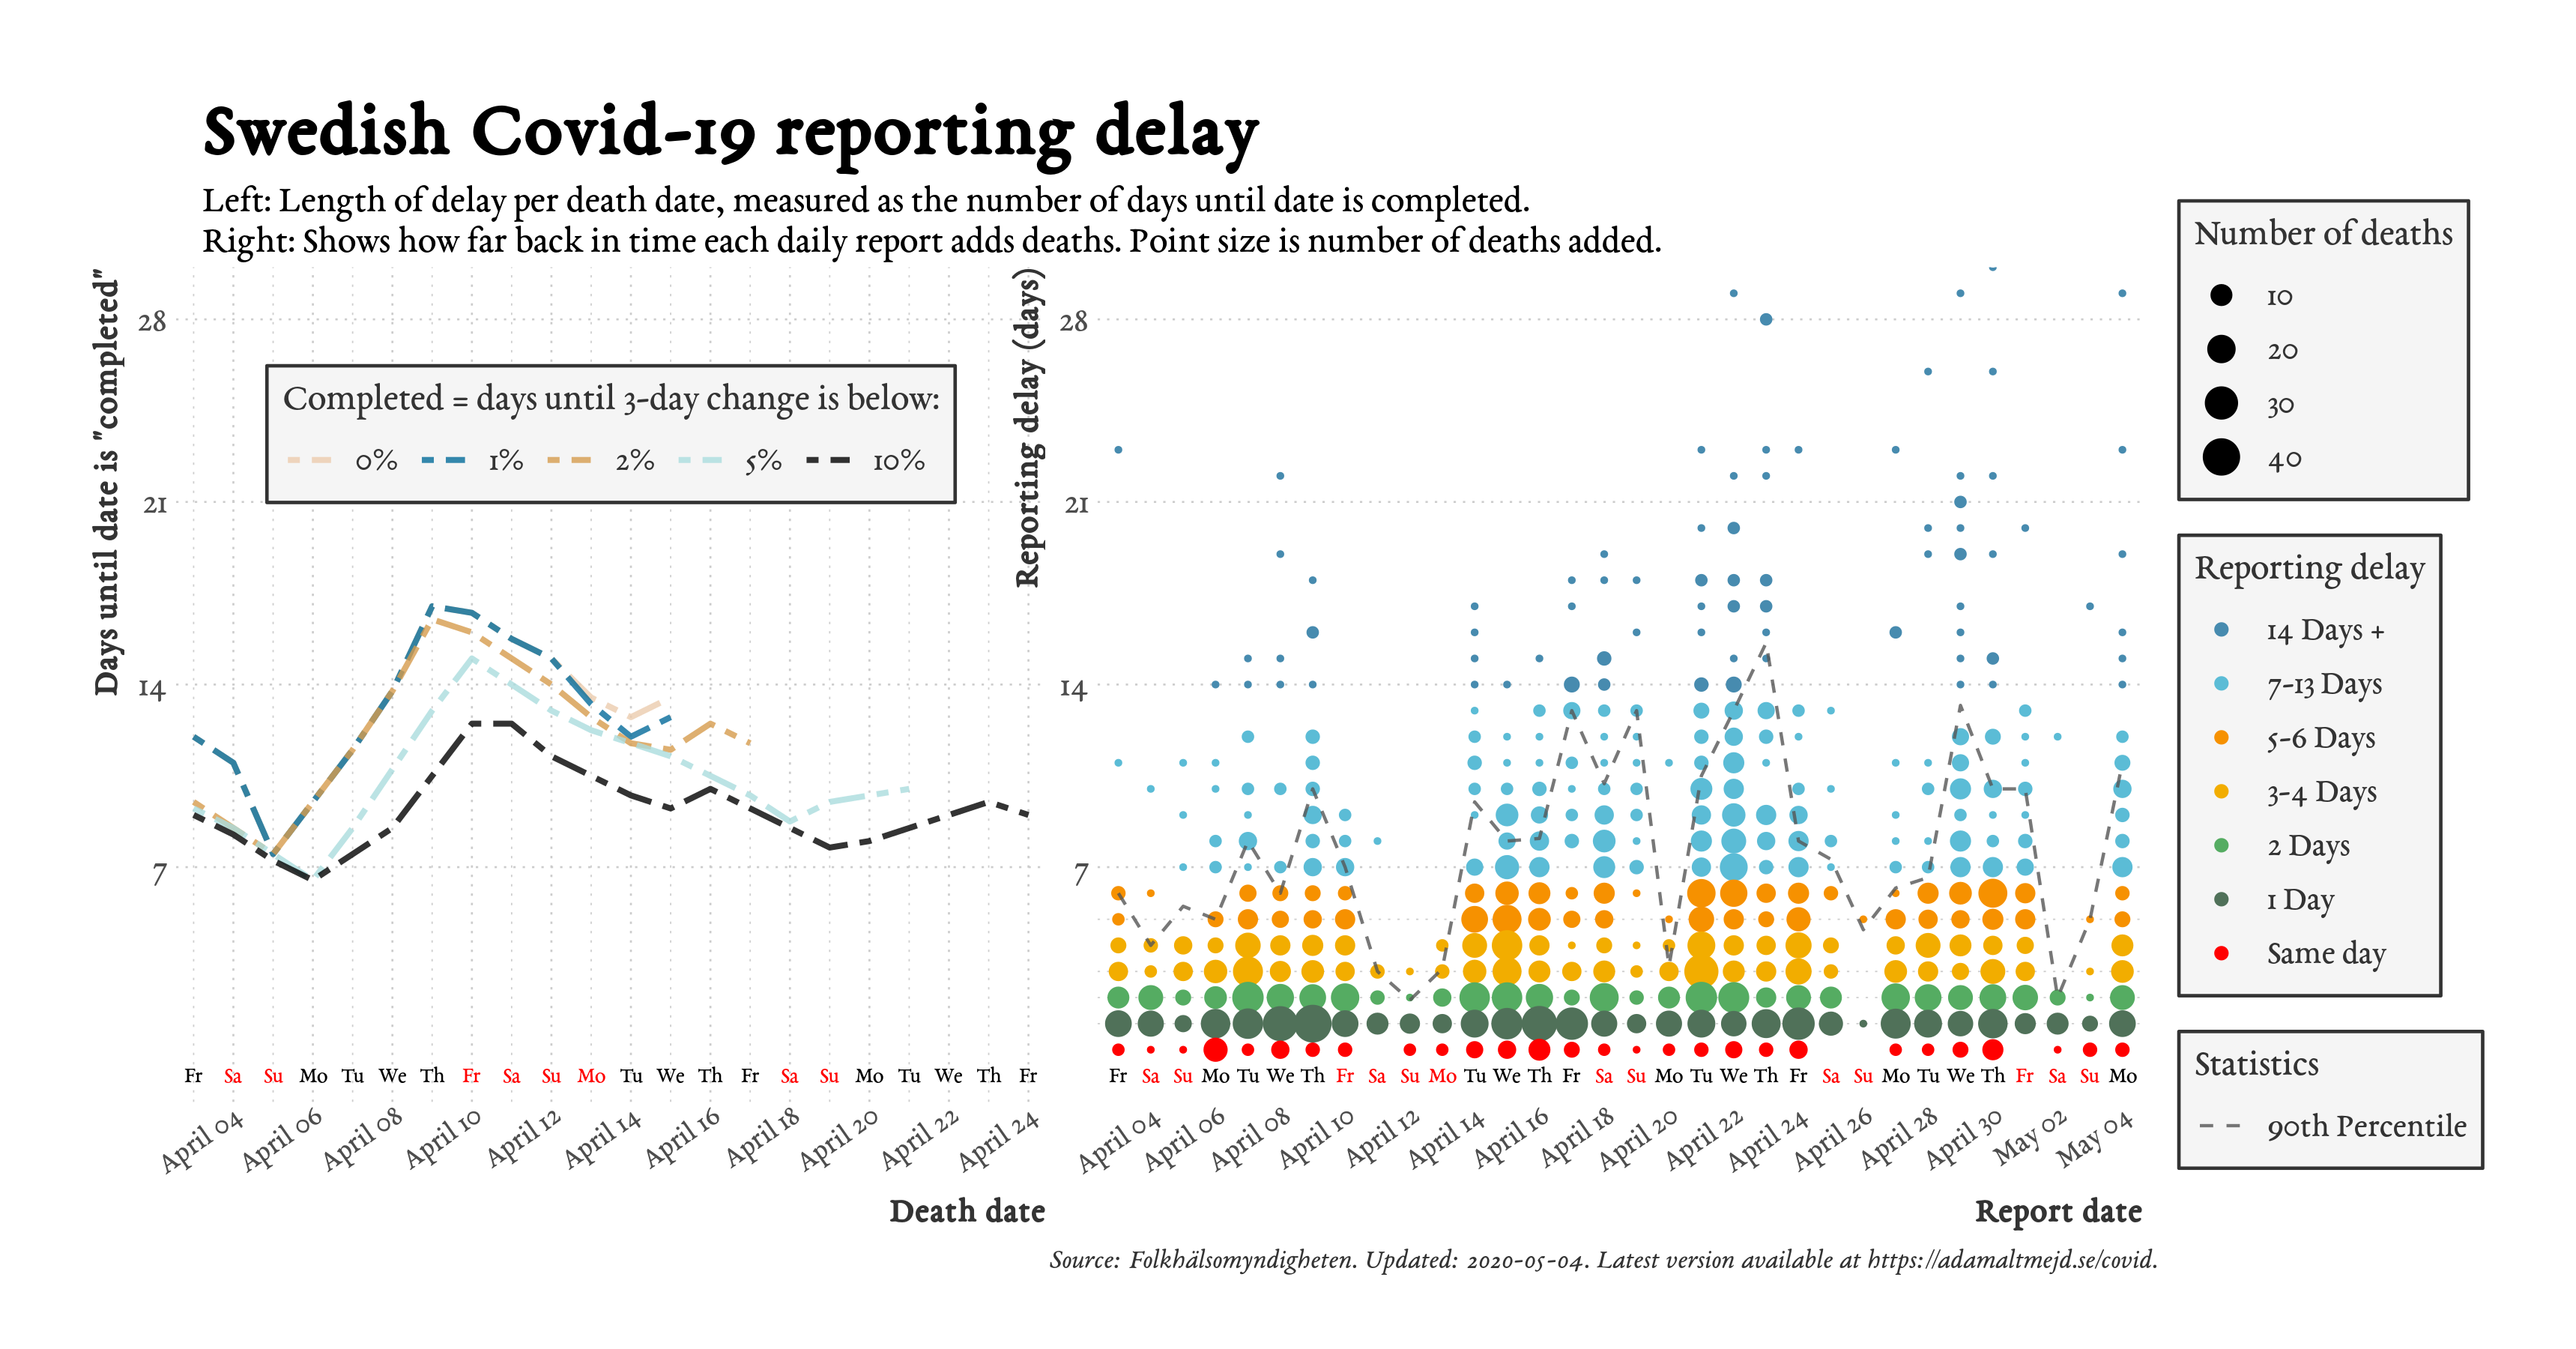 Swedish Covid-19 reporting delay
Left: Length of delay per death date, measured as the number of days until date is completed.
Right: Shows how far back in time each daily report adds deaths. Point size is number of deaths added.
Days until date is "completed"
28
21
14
7
Completed = days until 3-day change is below:
0% 1% 2% 5% 10%
Fr Sa Su Mo Tu We Th Fr Sa Su Mo Tu We Th Fr Sa Su Mo Tu We Th Fr
April 04 April 06 April 08 April 10 April 12 April 14 April 16 April 18 April 20 April 22 April 24
Death date
Reporting delay (days)
28
21
14
7
Fr Sa Su Mo Tu We Th Fr Sa Su Mo Tu We Th Fr Sa Su Mo Tu We Th Fr Sa Su Mo Tu We Th Fr Sa Su Mo
April 04 April 06 April 08 April 10 April 12 April 14 April 16 April 18 April 20 April 22 April 24 April 26 April 28 April 30 May 02 May 04
Report date
Number of deaths
10
20
30
40
Reporting delay
14 Days +
7-13 Days
5-6 Days
3-4 Days
2 Days
1 Day
Same day
Statistics
90th Percentile
Source: Folkhälsomyndigheten. Updated: 2020-05-04. Latest version available at https://adamaltmejd.se/covid.